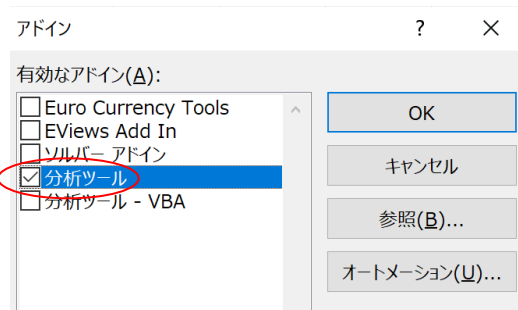 アドイン ? ×
有効なアドイン(A):
Euro Currency Tools
EViews Add In
ソルバー アドイン
分析ツール
分析ツール - VBA
OK
キャンセル
参照(B)...
オートメーション(U)...